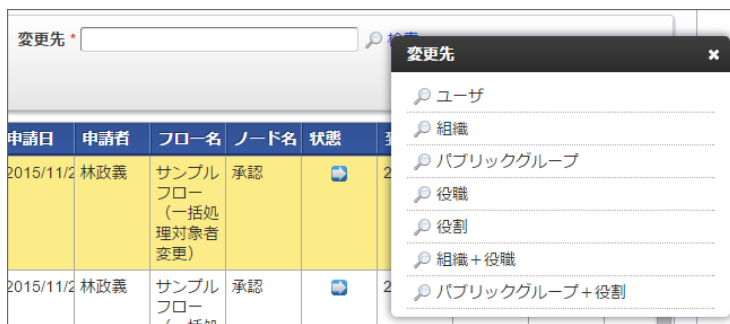 変更先 *
検索
変更先
ユーザ
組織
パブリックグループ
役職
役割
組織＋役職
パブリックグループ＋役割
申請日 申請者 フロー名 ノード名 状態
2015/11/2 林政義 サンプル 承認 2
フロー
（一括処
理対象者
変更）
2015/11/2 林政義 サンプル 承認 2
フロー